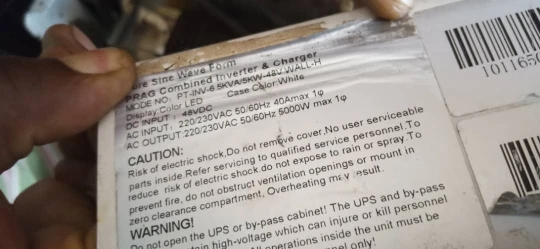 Pure Sine Wave Form
PRAG Combined Inverter & Charger
MODE NO. PT-INV-6.5KVA/5KW-48V WALL-H
Display:Color LED Case Color:White
DC INPUT: 48VDC
AC INPUT: 220/230VAC 50/60HZ 40Amax 1φ
AC OUTPUT:220/230VAC 50/60HZ 5000W max 1φ
CAUTION:
Risk of electric shock,Do not remove cover.No user serviceable
parts inside.Refer servicing to qualified service personnel.To
reduce risk of electric shock,do not expose to rain or spray.To
prevent fire, do not obstruct ventilation openings or mount in
zero clearance compartment, Overheating may result.
WARNING!
Do not open the UPS or by-pass cabinet! The UPS and by-pass
high-voltage which can injure or kill personnel
operations inside the unit must be
only
101165